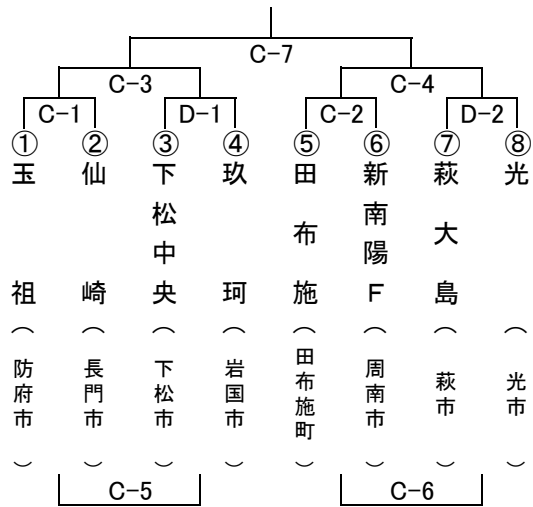 C-7
C-3
C-4
C-1
D-1
C-2
D-2
①
②
③
④
⑤
⑥
⑦
⑧
玉祖
仙崎
下松中央
玖珂
田布施
新南陽F
萩大島
光
(防府市)
(長門市)
(下松市)
(岩国市)
(田布施町)
(周南市)
(萩市)
(光市)
C-5
C-6